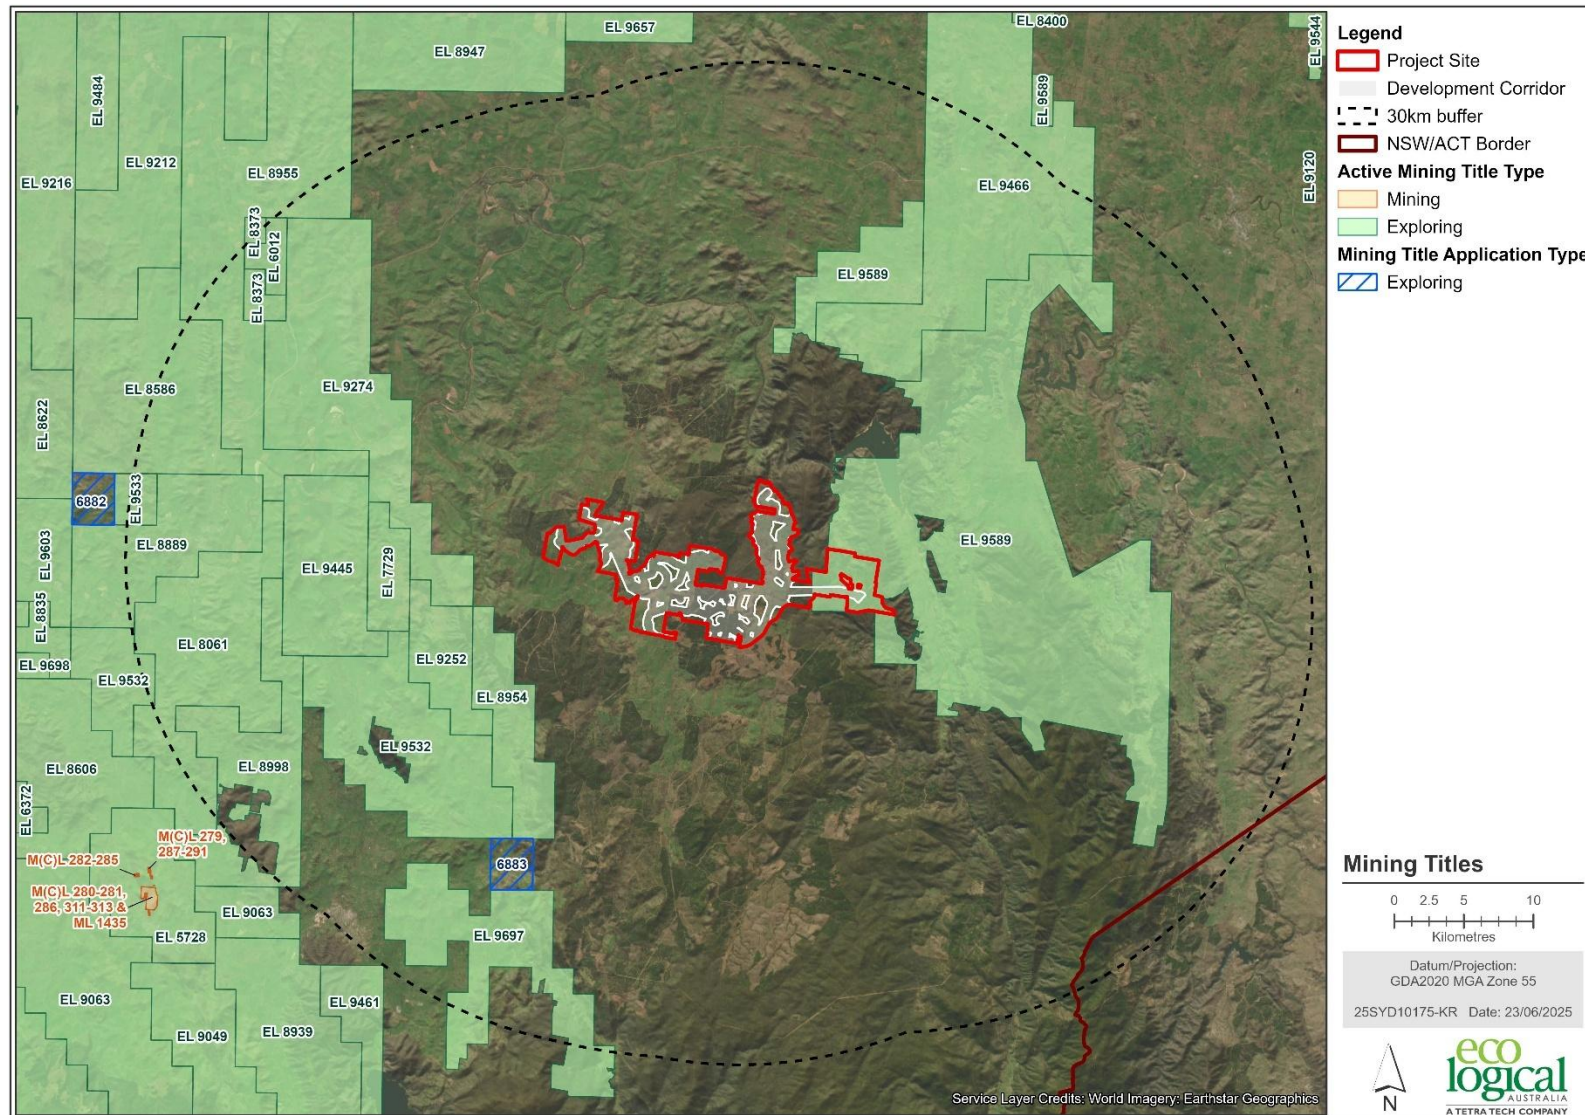 EL 8947
EL 9657
EL 8400
EL 9544
EL 9484
EL 9589
EL 9212
EL 9216
EL 8955
EL 9466
EL 9120
EL 8373
EL 6012
EL 8373
EL 9589
EL 8586
EL 9274
EL 8622
6882
EL 9533
EL 9603
EL 8889
EL 9445
EL 7729
EL 9589
EL 8835
EL 8061
EL 9252
EL 9698
EL 9532
EL 8954
EL 9532
EL 8606
EL 8998
EL 6372
M(C)L 279,
287-291
M(C)L 282-285
6883
M(C)L 280-281,
286, 311-313 &
ML 1435
EL 9063
EL 5728
EL 9697
EL 9063
EL 9461
EL 9049
EL 8939
Service Layer Credits: World Imagery: Earthstar Geographics
Legend
Project Site
Development Corridor
30km buffer
NSW/ACT Border
Active Mining Title Type
Mining
Exploring
Mining Title Application Type
Exploring
Mining Titles
0 2.5 5 10
Kilometres
Datum/Projection:
GDA2020 MGA Zone 55
25SYD10175-KR Date: 23/06/2025
N
eco
logical
AUSTRALIA
A TETRA TECH COMPANY